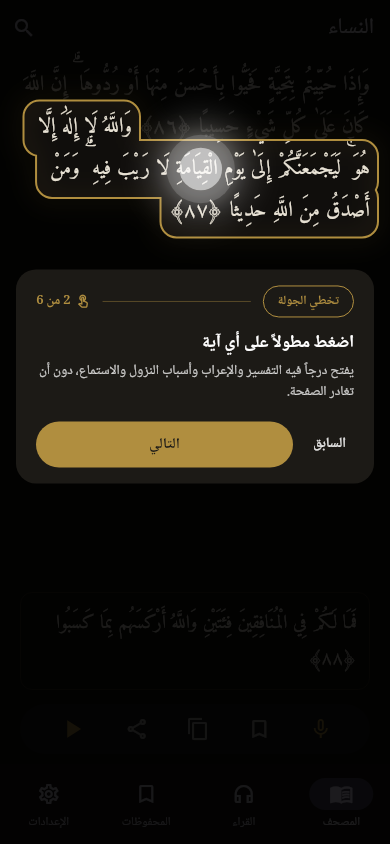 النساء
وَإِذَا حُيِّيتُم بِتَحِيَّةٍ فَحَيُّوا بِأَحْسَنَ مِنْهَا أَوْ رُدُّوهَا ۗ إِنَّ اللَّهَ
كَانَ عَلَىٰ كُلِّ شَيْءٍ حَسِيبًا ﴿٨٦﴾ اللَّهُ لَا إِلَٰهَ إِلَّا
هُوَ ۚ لَيَجْمَعَنَّكُمْ إِلَىٰ يَوْمِ الْقِيَامَةِ لَا رَيْبَ فِيهِ ۗ وَمَنْ
أَصْدَقُ مِنَ اللَّهِ حَدِيثًا ﴿٨٧﴾
تخطي الجولة
2 من 6
اضغط مطولاً على أي آية
يفتح درجاً فيه التفسير والإعراب وأسباب النزول والاستماع، دون أن
تغادر الصفحة.
السابق
التالي
فَمَا لَكُمْ فِي الْمُنَافِقِينَ فِئَتَيْنِ وَاللَّهُ أَرْكَسَهُم بِمَا كَسَبُوا
﴿٨٨﴾
المصحف
القراء
المحفوظات
الإعدادات